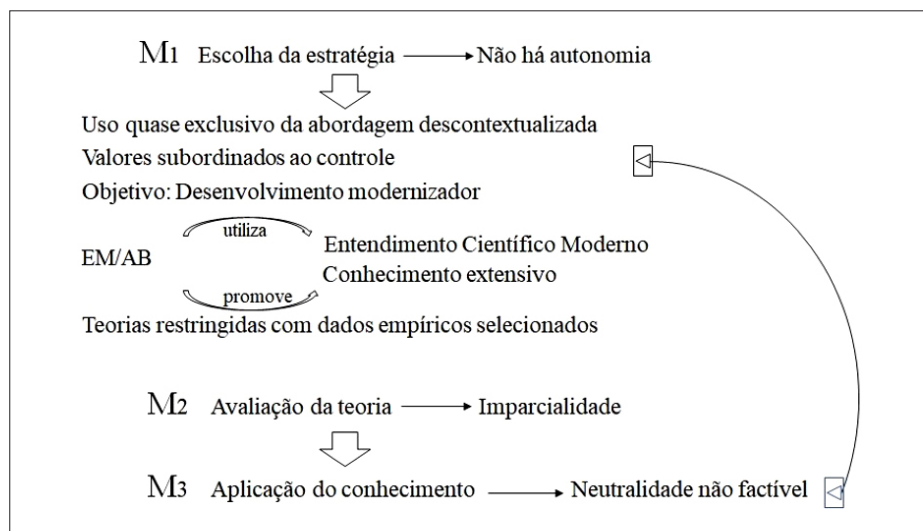 M1 Escolha da estratégia Não há autonomia
Uso quase exclusivo da abordagem descontextualizada
Valores subordinados ao controle
Objetivo: Desenvolvimento modernizador
utiliza
EM/AB
Entendimento Científico Moderno
Conhecimento extensivo
promove
Teorias restringidas com dados empíricos selecionados
M2 Avaliação da teoria Imparcialidade
M3 Aplicação do conhecimento Neutralidade não factível